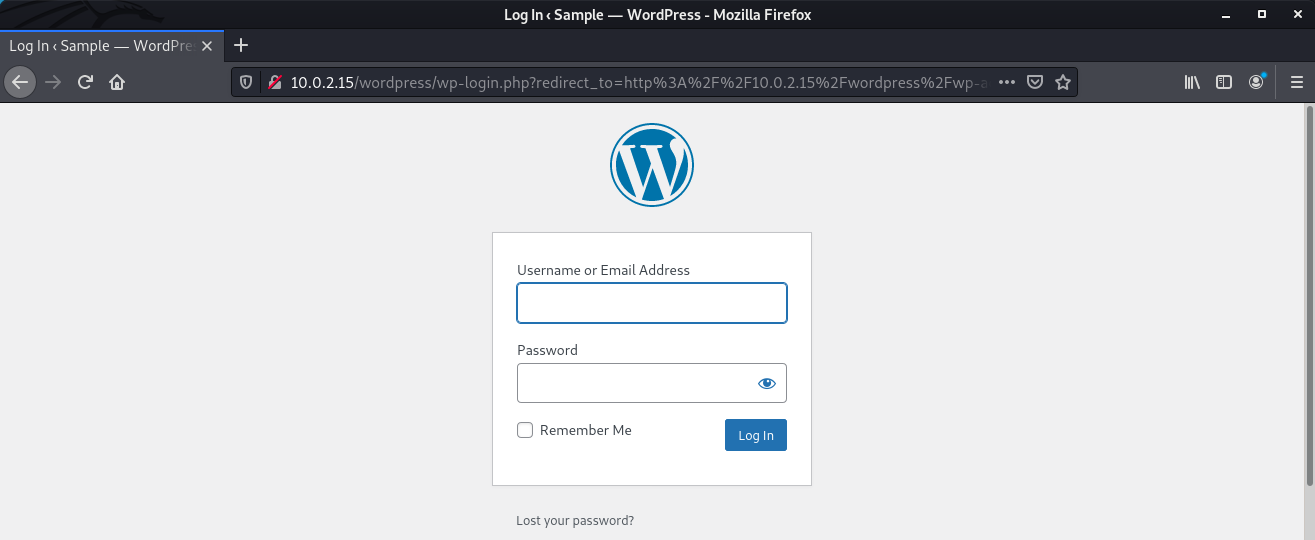 Log In ‹ Sample — WordPress - Mozilla Firefox
Log In ‹ Sample — WordPre
10.0.2.15/wordpress/wp-login.php?redirect_to=http%3A%2F%2F10.0.2.15%2Fwordpress%2Fwp-a
Username or Email Address
Password
Remember Me
Log In
Lost your password?